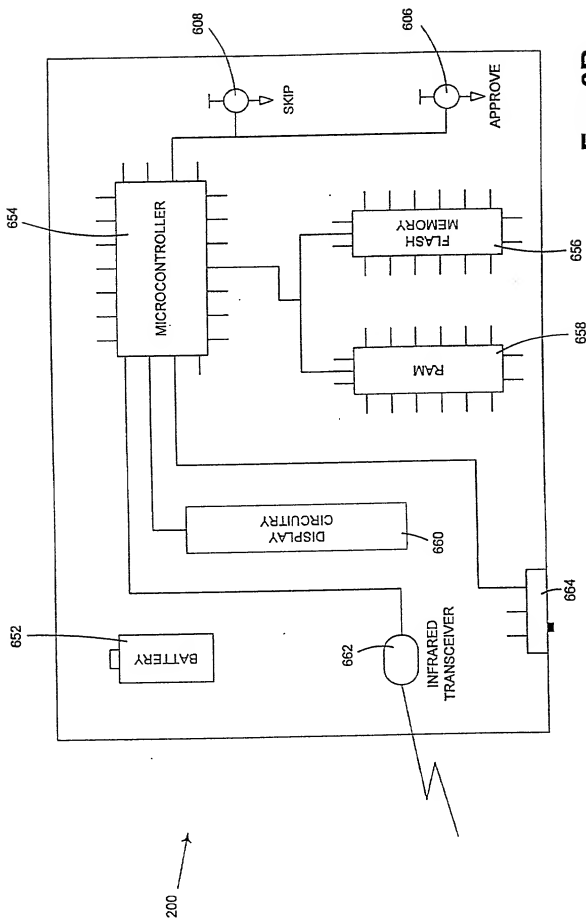 200
652
BATTERY
662
INFRARED
TRANSCEIVER
DISPLAY
CIRCUITRY
660
664
654
MICROCONTROLLER
RAM
658
FLASH
MEMORY
656
608
SKIP
606
APPROVE